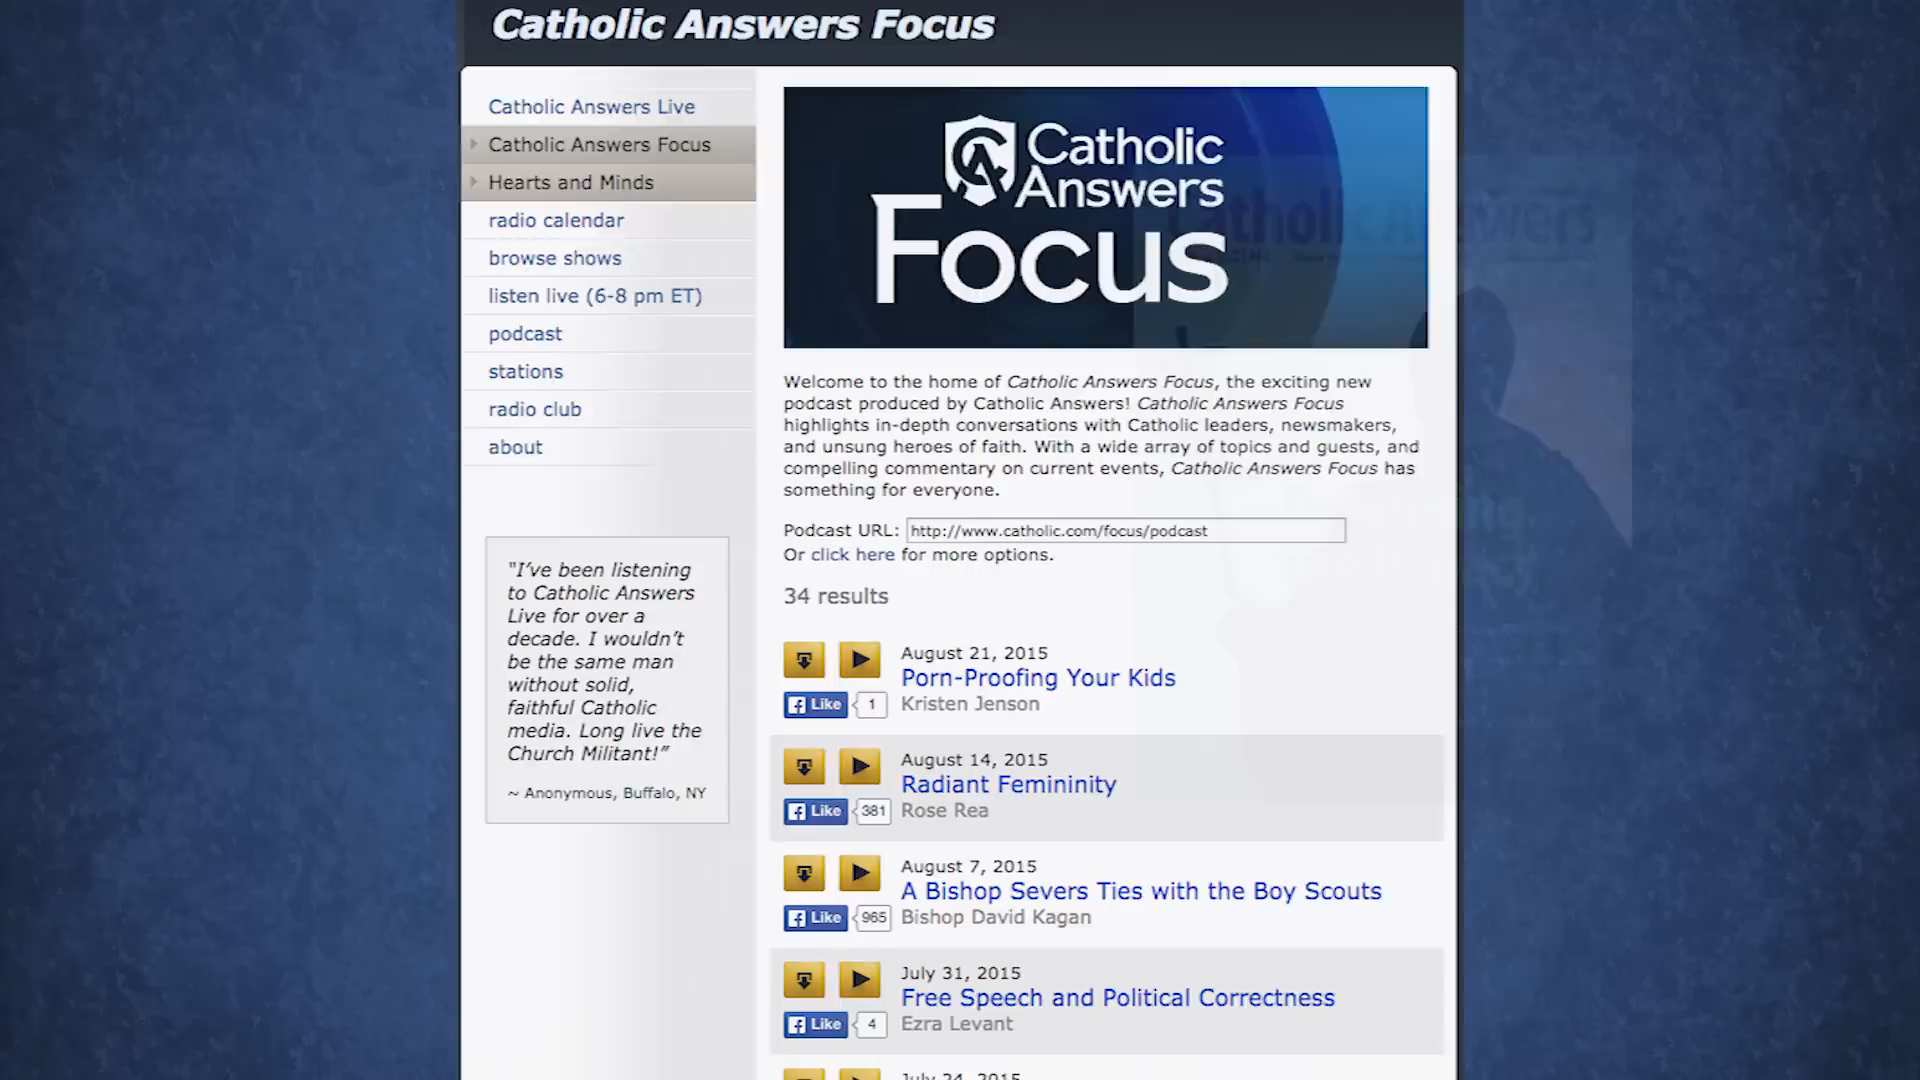 Catholic Answers Focus
Catholic Answers Live
Catholic Answers Focus
Hearts and Minds
radio calendar
browse shows
listen live (6-8 pm ET)
podcast
stations
radio club
about
"I've been listening
to Catholic Answers
Live for over a
decade. I wouldn't
be the same man
without solid,
faithful Catholic
media. Long live the
Church Militant!"
~ Anonymous, Buffalo, NY
Catholic
Answers
Focus
Catholic Answers
Welcome to the home of Catholic Answers Focus, the exciting new
podcast produced by Catholic Answers! Catholic Answers Focus
highlights in-depth conversations with Catholic leaders, newsmakers,
and unsung heroes of faith. With a wide array of topics and guests, and
compelling commentary on current events, Catholic Answers Focus has
something for everyone.
Podcast URL: http://www.catholic.com/focus/podcast
Or click here for more options.
34 results
August 21, 2015
Porn-Proofing Your Kids
Like 1 Kristen Jenson
August 14, 2015
Radiant Femininity
Like 381 Rose Rea
August 7, 2015
A Bishop Severs Ties with the Boy Scouts
Like 965 Bishop David Kagan
July 31, 2015
Free Speech and Political Correctness
Like 4 Ezra Levant
July 24, 2015